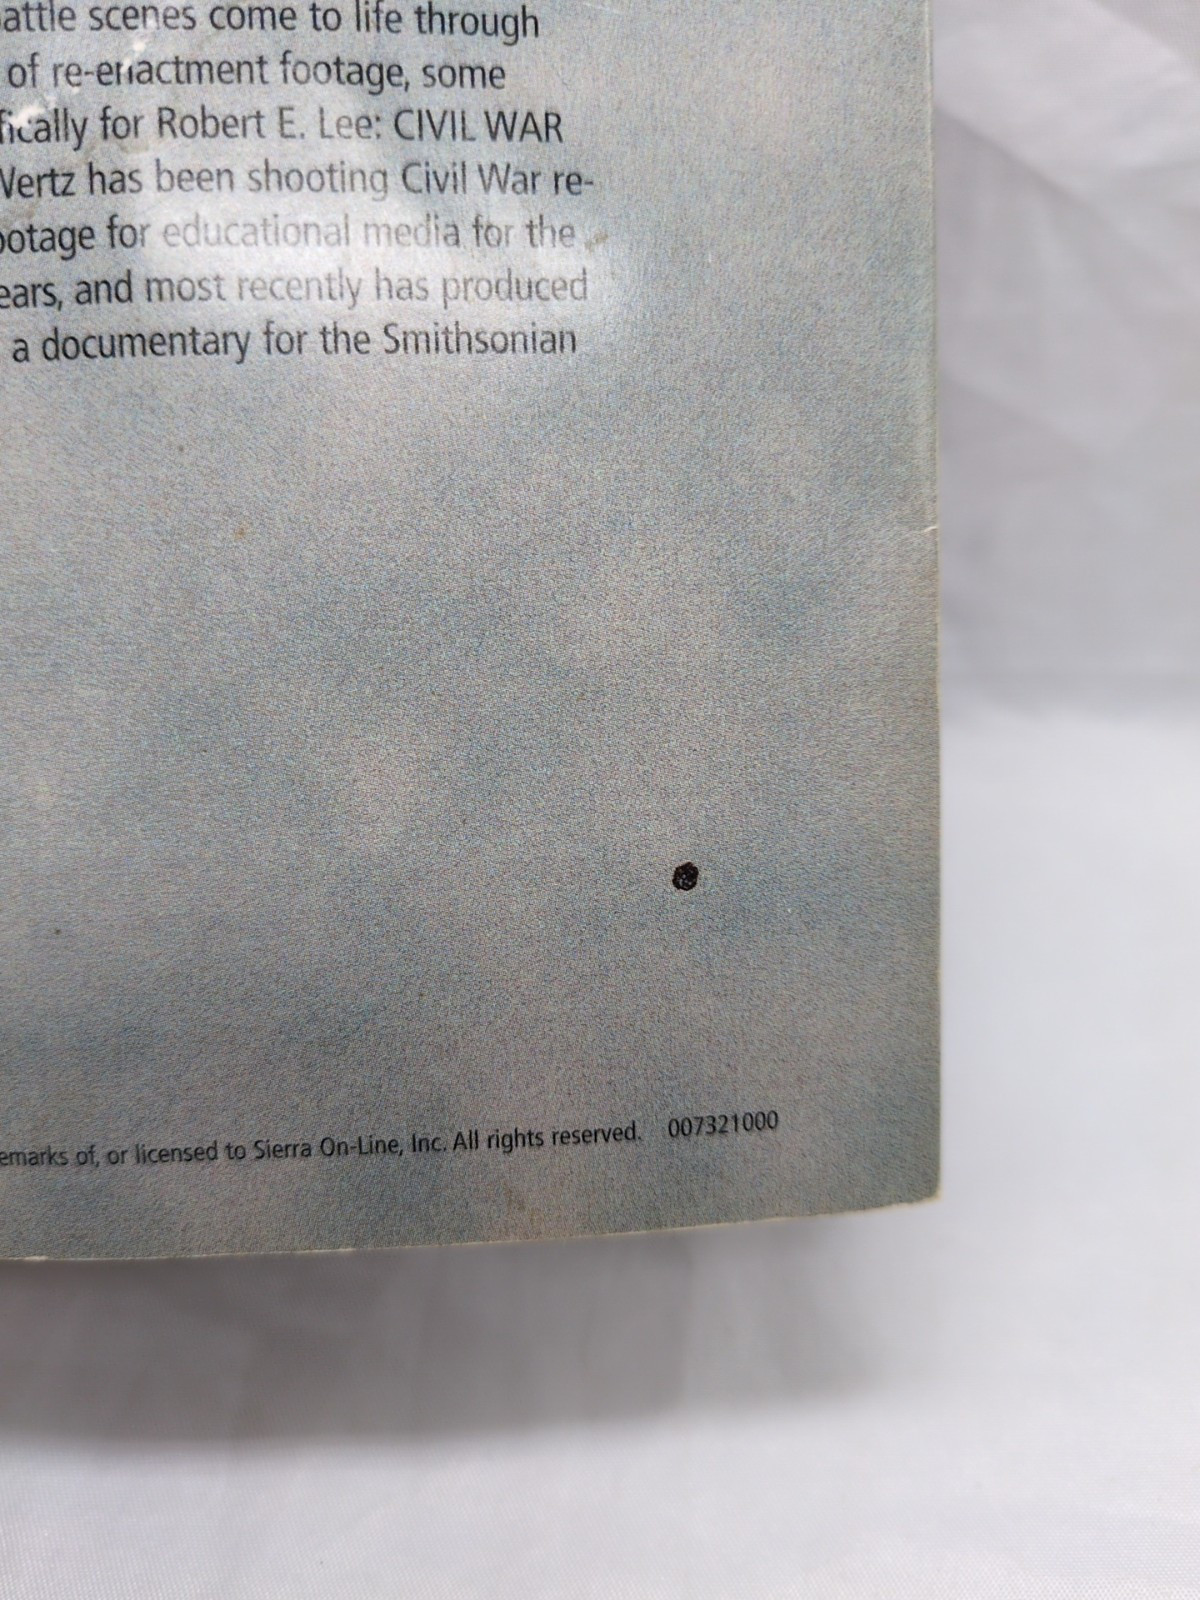 attle scenes come to life through
of re-enactment footage, some
fically for Robert E. Lee: CIVIL WAR
Wertz has been shooting Civil War re-
ootage for educational media for the
ears, and most recently has produced
a documentary for the Smithsonian
emarks of, or licensed to Sierra On-Line, Inc. All rights reserved. 007321000